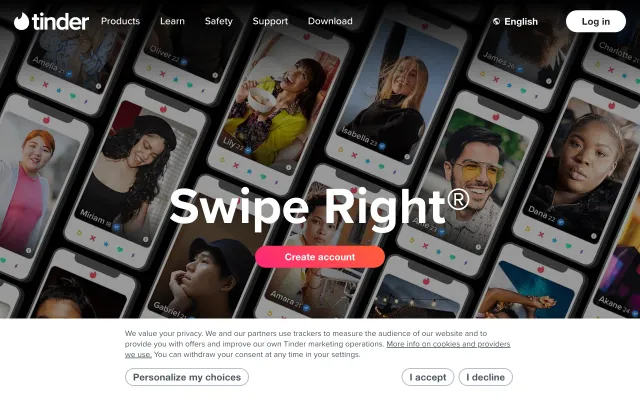 tinder
Products
Learn
Safety
Support
Download
English
Log in
Amelia
Oliver 22
James 26
Charlotte
Lily 22
Isabella 23
Miriam 18
Dana 22
Swipe Right®
Create account
Gabriel 21
Amara 21
Akane 24
We value your privacy. We and our partners use trackers to measure the audience of our website and to
provide you with offers and improve our own Tinder marketing operations. More info on cookies and providers
we use. You can withdraw your consent at any time in your settings.
Personalize my choices
I accept
I decline